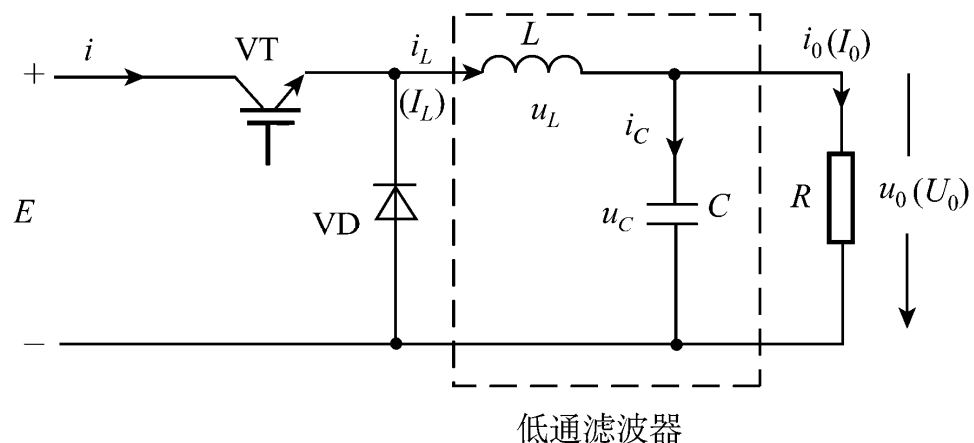 +
i
VT
i_L
(I_L)
L
u_L
i_0(I_0)
i_C
E
VD
u_C
C
R
u_0(U_0)
−
低通滤波器